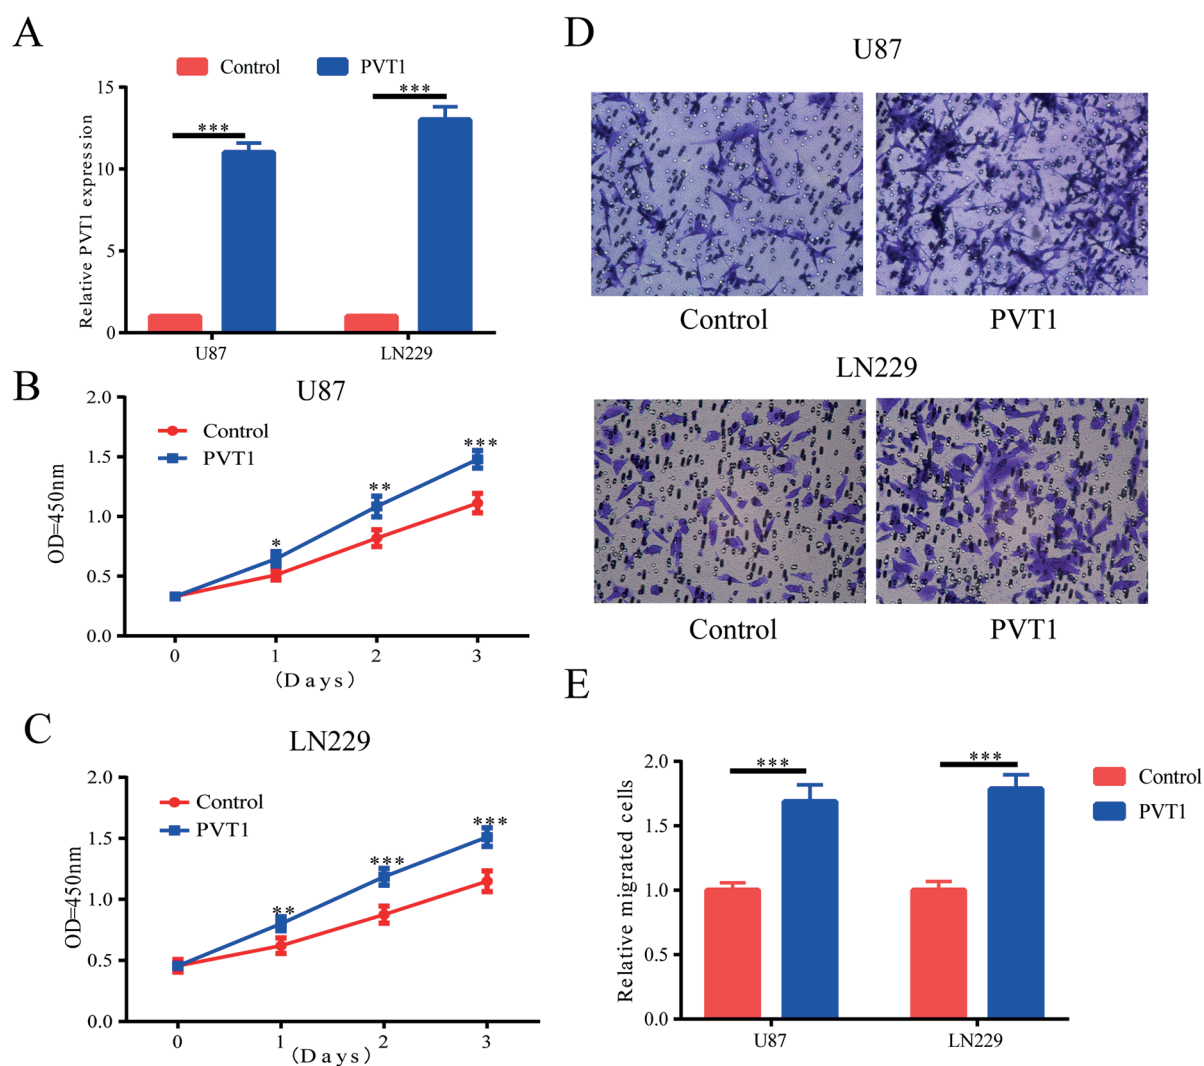 A
Control
PVT1
Relative PVT1 expression
15
10
5
0
***
***
U87
LN229
B
U87
Control
PVT1
OD=450nm
2.0
1.5
1.0
0.5
0.0
*
**
***
0
1
2
3
(Days)
C
LN229
Control
PVT1
OD=450nm
2.0
1.5
1.0
0.5
0.0
**
***
***
0
1
2
3
(Days)
D
U87
Control
PVT1
LN229
Control
PVT1
E
Relative migrated cells
2.0
1.5
1.0
0.5
0.0
***
***
U87
LN229
Control
PVT1